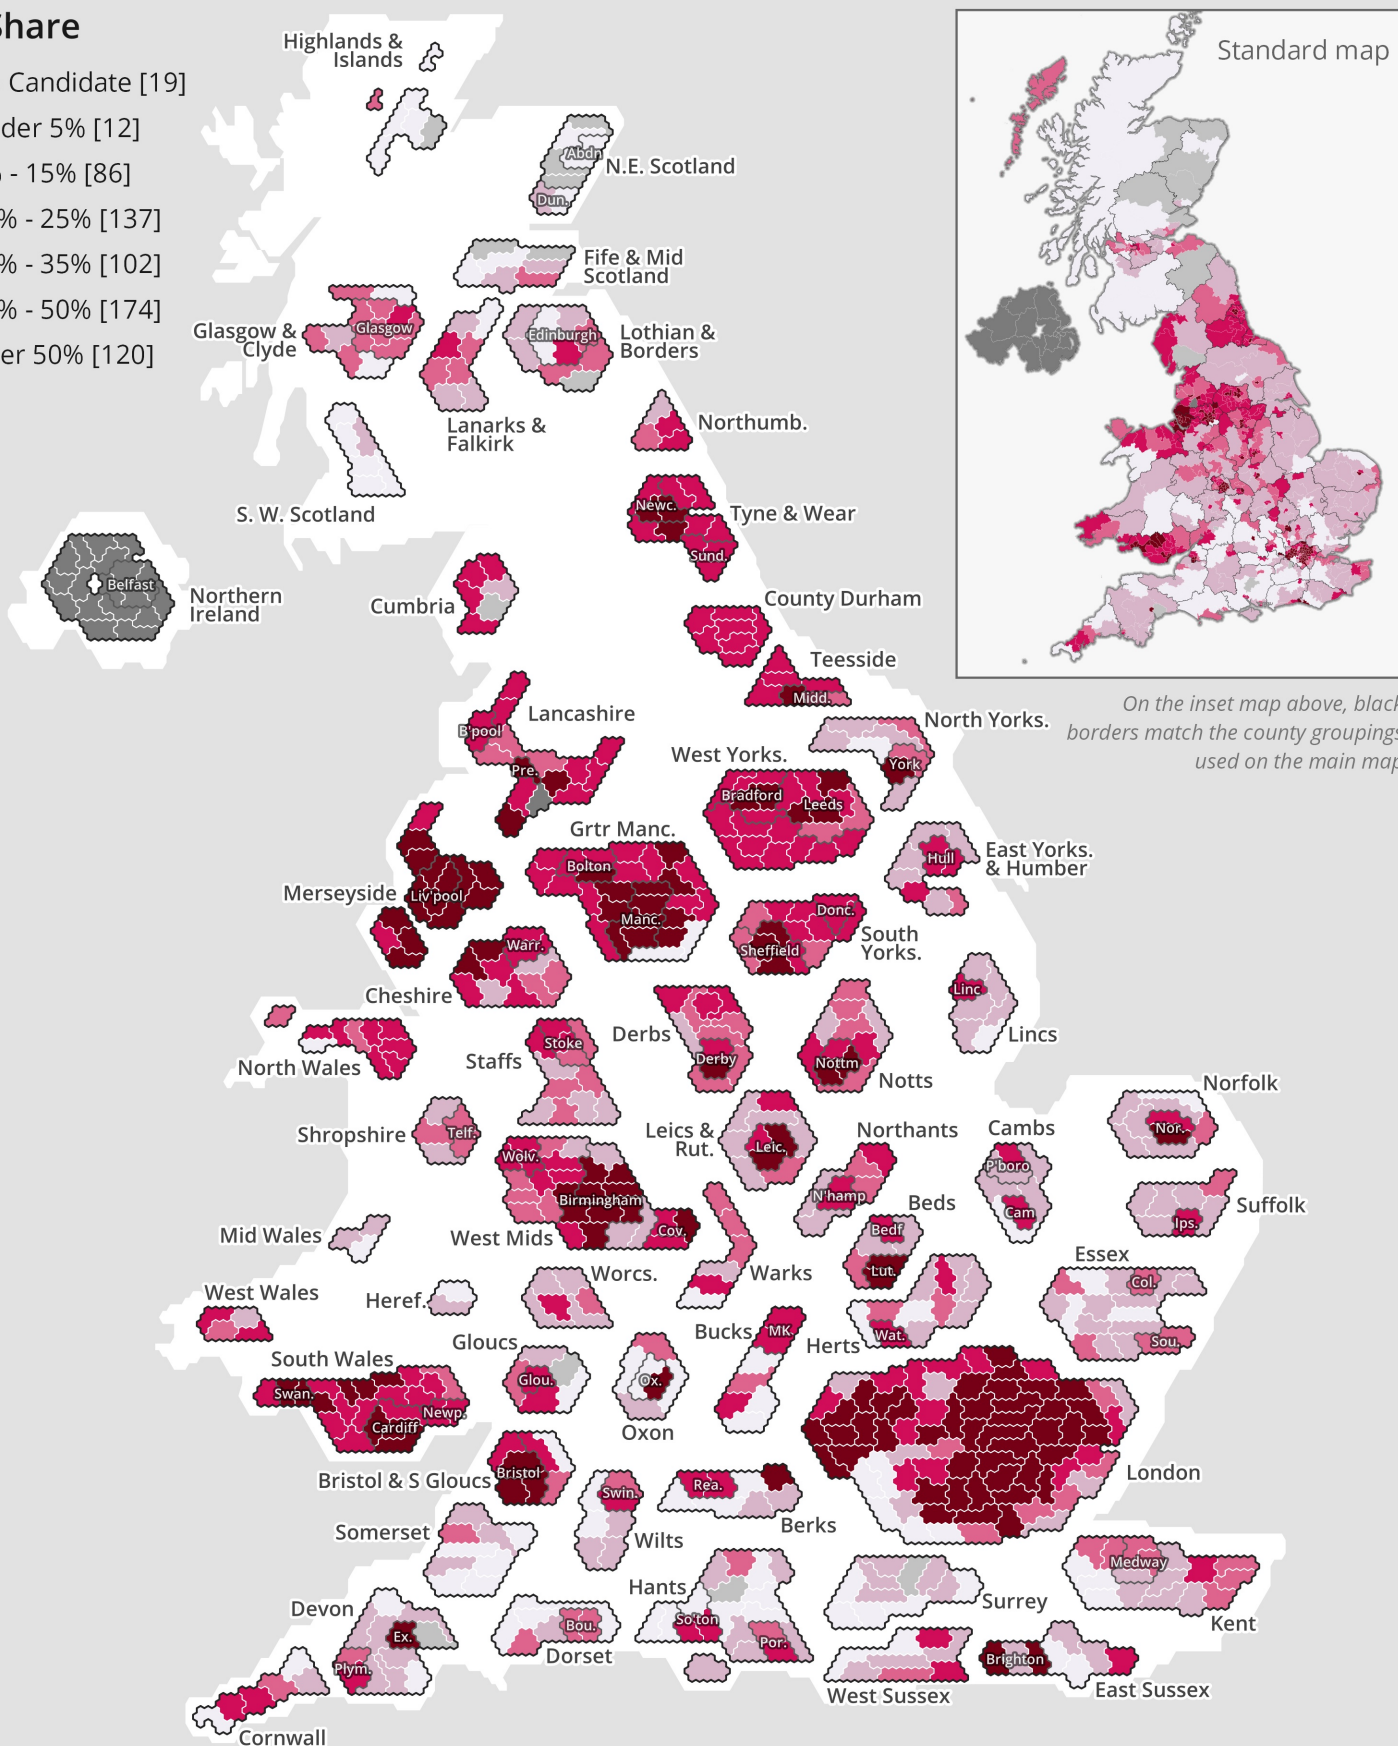 Share
Candidate [19]
der 5% [12]
- 15% [86]
% - 25% [137]
% - 35% [102]
% - 50% [174]
er 50% [120]
Highlands &
Islands
Abdn
N.E. Scotland
Dun.
Fife & Mid
Scotland
Glasgow &
Clyde
Glasgow
Edinburgh
Lothian &
Borders
Lanarks &
Falkirk
Northumb.
S. W. Scotland
Newc.
Tyne & Wear
Sund.
Belfast
Northern
Ireland
Cumbria
County Durham
Teesside
Midd.
Lancashire
B'pool
Pre.
North Yorks.
York
West Yorks.
Bradford
Leeds
Grtr Manc.
Bolton
Manc.
Hull
East Yorks.
& Humber
Merseyside
Liv'pool
Donc.
Sheffield
South
Yorks.
Warr.
Cheshire
Linc
Lincs
North Wales
Stoke
Staffs
Derbs
Derby
Nottm
Notts
Norfolk
Nor.
Shropshire
Telf.
Leics &
Rut.
Leic.
Northants
N'hamp
Cambs
P'boro
Cam
Wolv.
Birmingham
Cov.
West Mids
Beds
Bedf
Lut.
Suffolk
Ips.
Mid Wales
Warks
Essex
Col.
Sou.
West Wales
Heref.
Worcs.
Gloucs
Glou.
Bucks
MK
Herts
Wat.
South Wales
Swan.
Newp.
Cardiff
Ox.
Oxon
London
Bristol & S Gloucs
Bristol
Swin.
Wilts
Rea.
Berks
Somerset
Medway
Kent
Hants
So'ton
Por.
Surrey
Devon
Ex.
Plym.
Bou.
Dorset
Brighton
West Sussex
East Sussex
Cornwall
Standard map
On the inset map above, black
borders match the county groupings
used on the main map